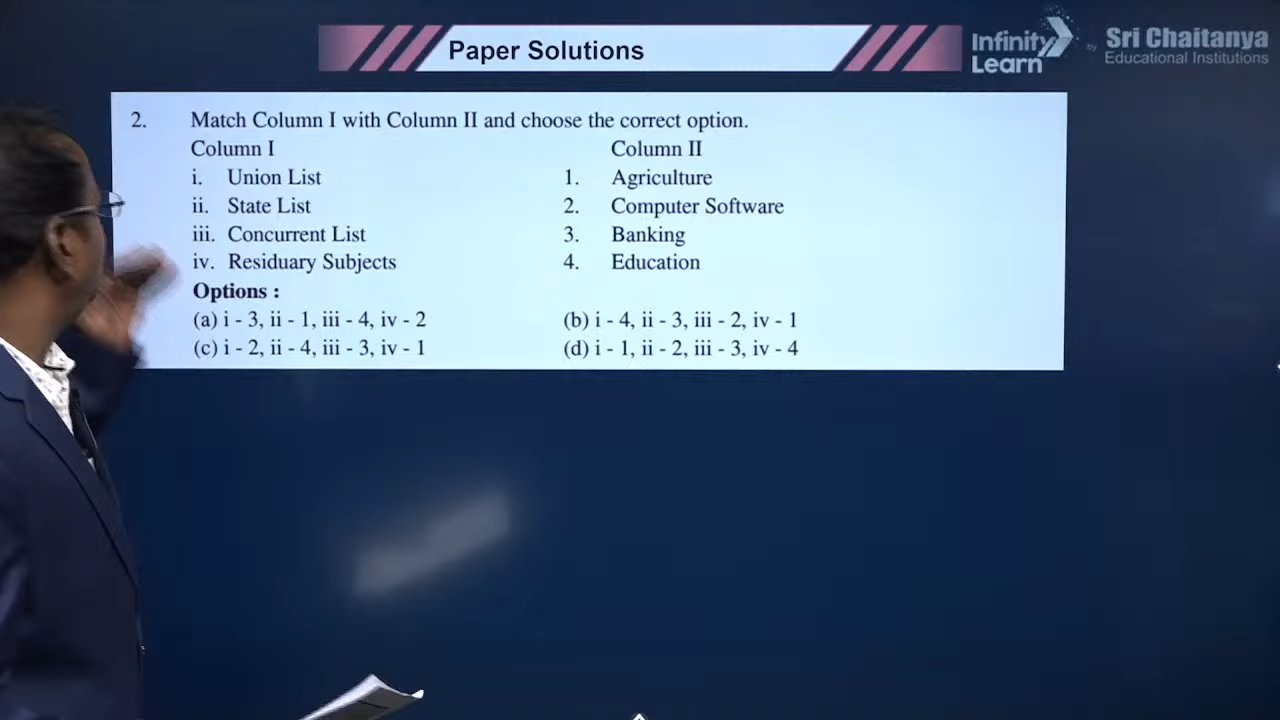 Paper Solutions
Infinity Learn
by Sri Chaitanya
Educational Institutions
2. Match Column I with Column II and choose the correct option.
Column I Column II
i. Union List 1. Agriculture
ii. State List 2. Computer Software
iii. Concurrent List 3. Banking
iv. Residuary Subjects 4. Education
Options :
(a) i - 3, ii - 1, iii - 4, iv - 2 (b) i - 4, ii - 3, iii - 2, iv - 1
(c) i - 2, ii - 4, iii - 3, iv - 1 (d) i - 1, ii - 2, iii - 3, iv - 4